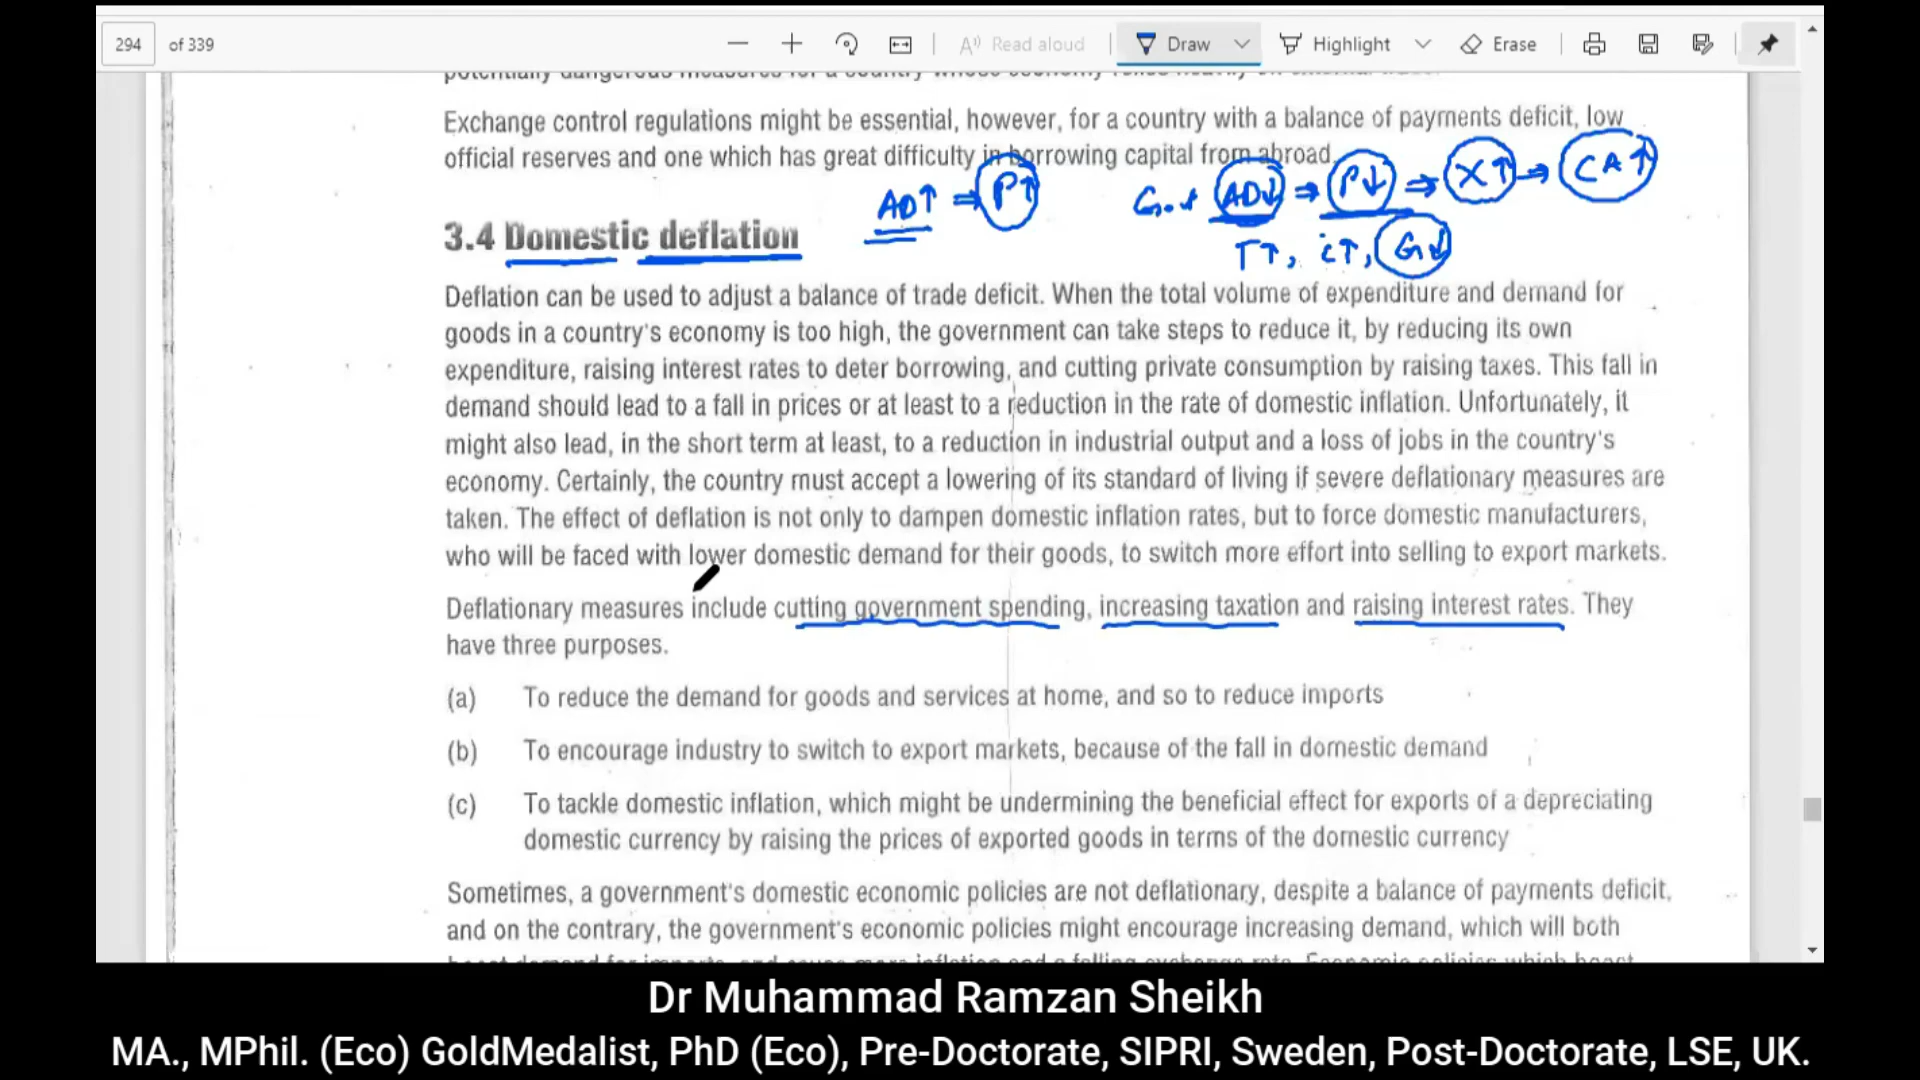 294 of 339 Read aloud Draw Highlight Erase
Exchange control regulations might be essential, however, for a country with a balance of payments deficit, low
official reserves and one which has great difficulty in borrowing capital from abroad.
AD↑ ⇒ P↑ Govt AD↓ ⇒ P↓ ⇒ X↑ ⇒ CA↑
T↑, i↑, G↓
3.4 Domestic deflation
Deflation can be used to adjust a balance of trade deficit. When the total volume of expenditure and demand for
goods in a country's economy is too high, the government can take steps to reduce it, by reducing its own
expenditure, raising interest rates to deter borrowing, and cutting private consumption by raising taxes. This fall in
demand should lead to a fall in prices or at least to a reduction in the rate of domestic inflation. Unfortunately, it
might also lead, in the short term at least, to a reduction in industrial output and a loss of jobs in the country's
economy. Certainly, the country must accept a lowering of its standard of living if severe deflationary measures are
taken. The effect of deflation is not only to dampen domestic inflation rates, but to force domestic manufacturers,
who will be faced with lower domestic demand for their goods, to switch more effort into selling to export markets.
Deflationary measures include cutting government spending, increasing taxation and raising interest rates. They
have three purposes.
(a) To reduce the demand for goods and services at home, and so to reduce imports
(b) To encourage industry to switch to export markets, because of the fall in domestic demand
(c) To tackle domestic inflation, which might be undermining the beneficial effect for exports of a depreciating
domestic currency by raising the prices of exported goods in terms of the domestic currency
Sometimes, a government's domestic economic policies are not deflationary, despite a balance of payments deficit,
and on the contrary, the government's economic policies might encourage increasing demand, which will both
Dr Muhammad Ramzan Sheikh
MA., MPhil. (Eco) GoldMedalist, PhD (Eco), Pre-Doctorate, SIPRI, Sweden, Post-Doctorate, LSE, UK.